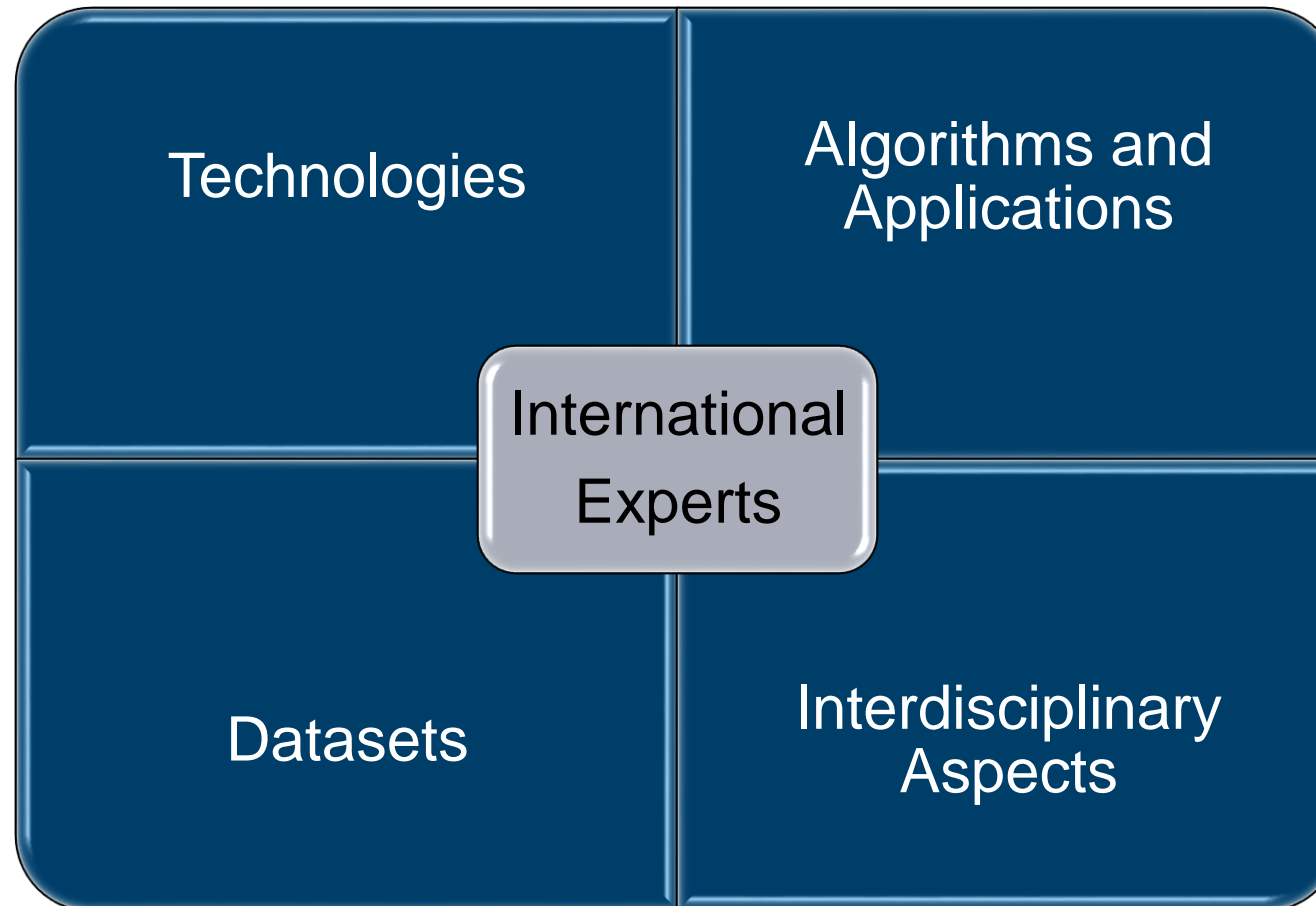 Technologies
Algorithms and
Applications
International
Experts
Datasets
Interdisciplinary
Aspects